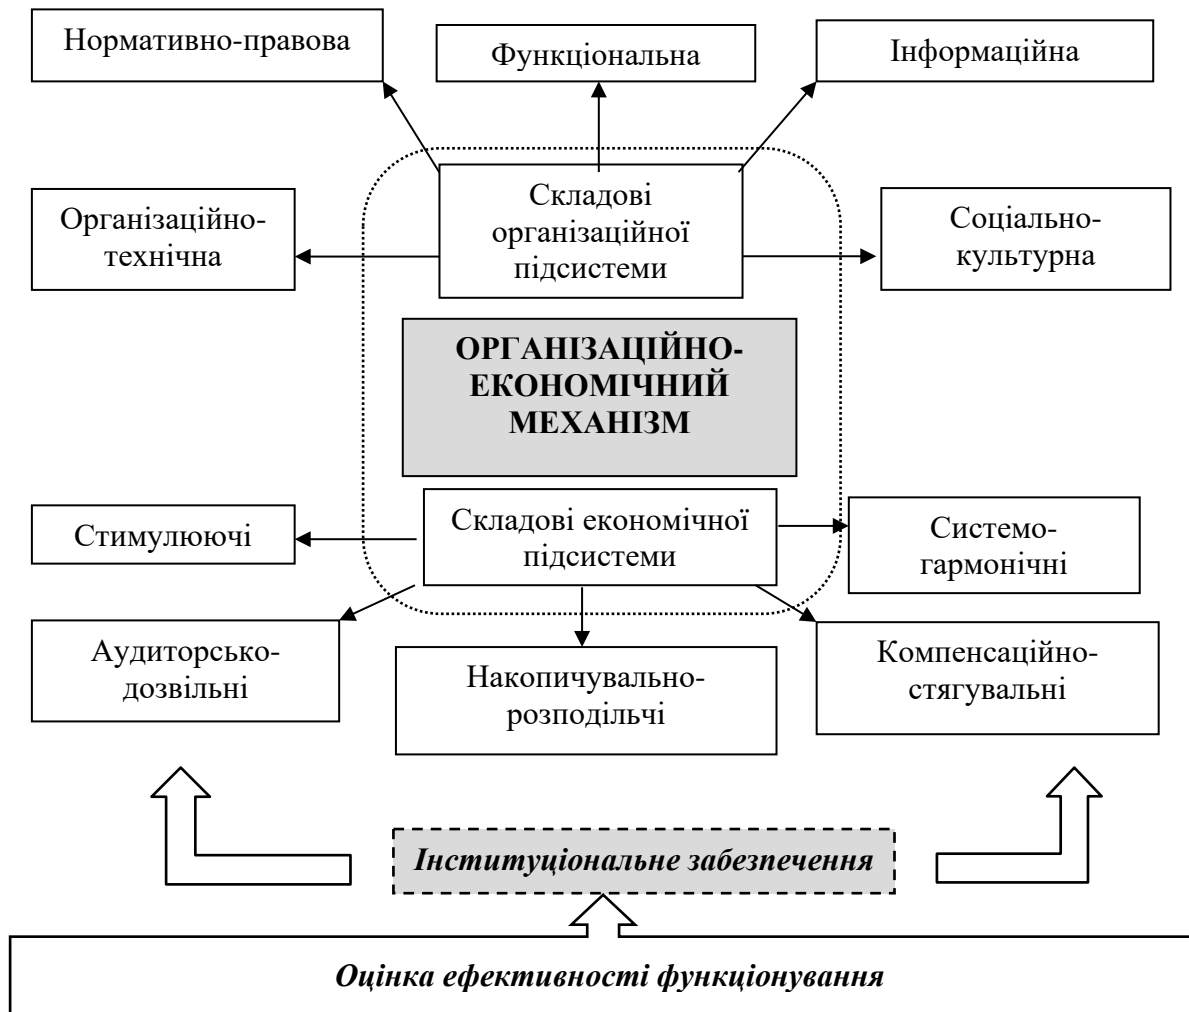 Нормативно-правова
Функціональна
Інформаційна
Організаційно-
технічна
Складові
організаційної
підсистеми
Соціально-
культурна
ОРГАНІЗАЦІЙНО-
ЕКОНОМІЧНИЙ
МЕХАНІЗМ
Стимулюючі
Складові економічної
підсистеми
Системо-
гармонічні
Аудиторсько-
дозвільні
Накопичувально-
розподільчі
Компенсаційно-
стягувальні
Інституціональне забезпечення
Оцінка ефективності функціонування